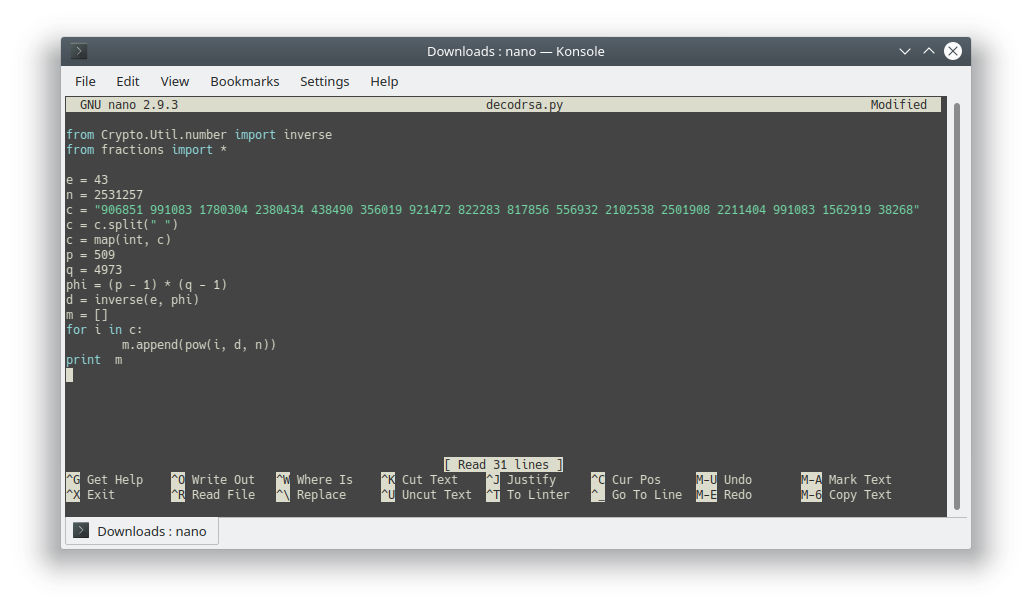 Downloads : nano — Konsole
File Edit View Bookmarks Settings Help
GNU nano 2.9.3 decodrsa.py Modified
from Crypto.Util.number import inverse
from fractions import *
e = 43
n = 2531257
c = "906851 991083 1780304 2380434 438490 356019 921472 822283 817856 556932 2102538 2501908 2211404 991083 1562919 38268"
c = c.split(" ")
c = map(int, c)
p = 509
q = 4973
phi = (p - 1) * (q - 1)
d = inverse(e, phi)
m = []
for i in c:
        m.append(pow(i, d, n))
print  m
[ Read 31 lines ]
^G Get Help ^O Write Out ^W Where Is ^K Cut Text ^J Justify ^C Cur Pos M-U Undo M-A Mark Text
^X Exit ^R Read File ^\ Replace ^U Uncut Text ^T To Linter ^_ Go To Line M-E Redo M-6 Copy Text
Downloads : nano